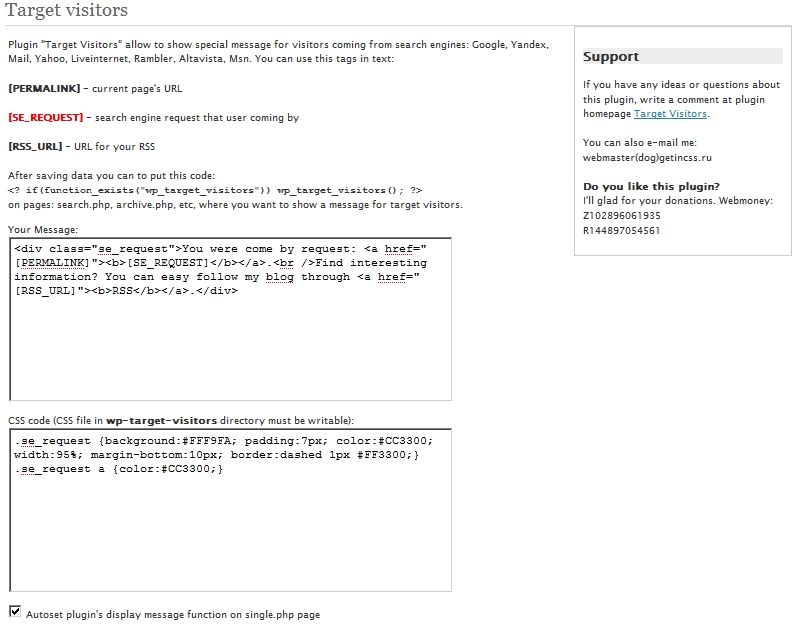 Target visitors
Plugin "Target Visitors" allow to show special message for visitors coming from search engines: Google, Yandex,
Mail, Yahoo, Liveinternet, Rambler, Altavista, Msn. You can use this tags in text:
[PERMALINK] - current page's URL
[SE_REQUEST] - search engine request that user coming by
[RSS_URL] - URL for your RSS
After saving data you can to put this code:
<? if(function_exists("wp_target_visitors")) wp_target_visitors(); ?>
on pages: search.php, archive.php, etc, where you want to show a message for target visitors.
Your Message:
<div class="se_request">You were come by request: <a href="
[PERMALINK]"><b>[SE_REQUEST]</b></a>.<br />Find interesting
information? You can easy follow my blog through <a href="
[RSS_URL]"><b>RSS</b></a>.</div>
CSS code (CSS file in wp-target-visitors directory must be writable):
.se_request {background:#FFF9FA; padding:7px; color:#CC3300;
width:95%; margin-bottom:10px; border:dashed 1px #FF3300;}
.se_request a {color:#CC3300;}
Autoset plugin's display message function on single.php page
Support
If you have any ideas or questions about
this plugin, write a comment at plugin
homepage Target Visitors.
You can also e-mail me:
webmaster(dog)getincss.ru
Do you like this plugin?
I'll glad for your donations. Webmoney:
Z102896061935
R144897054561